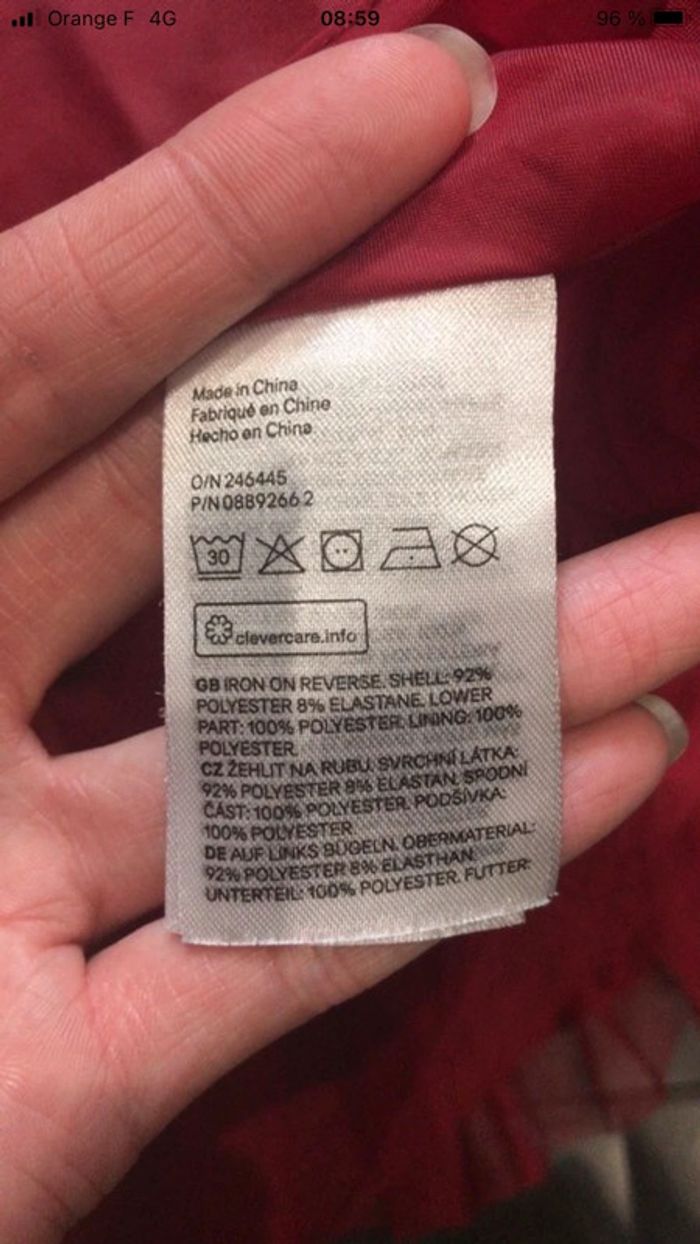 Orange F 4G 08:59 96 %
Made in China
Fabriqué en Chine
Hecho en China
O/N 246445
P/N 0889266 2
30
clevercare.info
GB IRON ON REVERSE. SHELL: 92%
POLYESTER 8% ELASTANE. LOWER
PART: 100% POLYESTER. LINING: 100%
POLYESTER.
CZ ŽEHLIT NA RUBU. SVRCHNÍ LÁTKA:
92% POLYESTER 8% ELASTAN. SPODNÍ
ČÁST: 100% POLYESTER. PODŠÍVKA:
100% POLYESTER.
DE AUF LINKS BÜGELN. OBERMATERIAL:
92% POLYESTER 8% ELASTHAN.
UNTERTEIL: 100% POLYESTER. FUTTER: